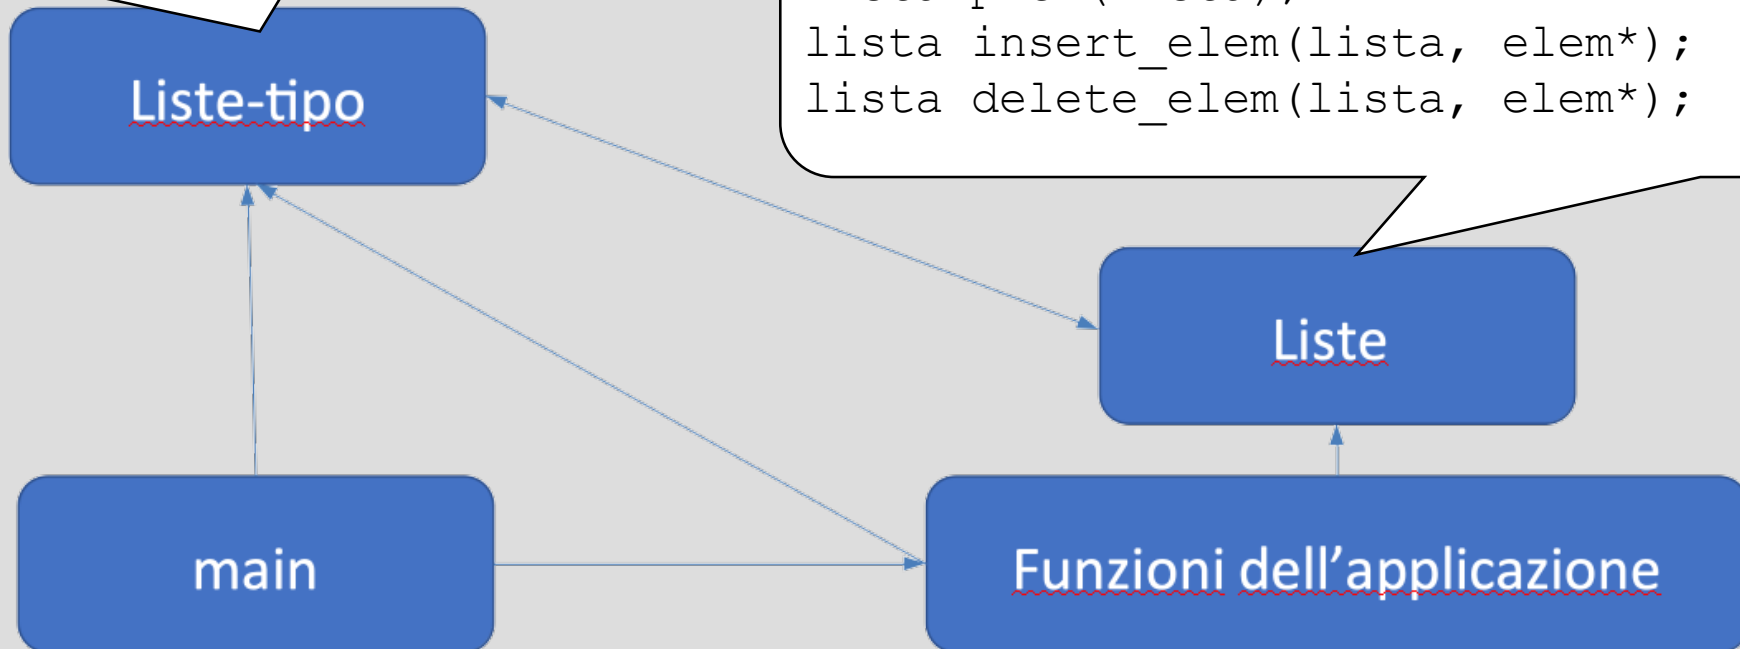 lista insert_elem(lista, elem*);
lista delete_elem(lista, elem*);
Liste-tipo
Liste
main
Funzioni dell'applicazione